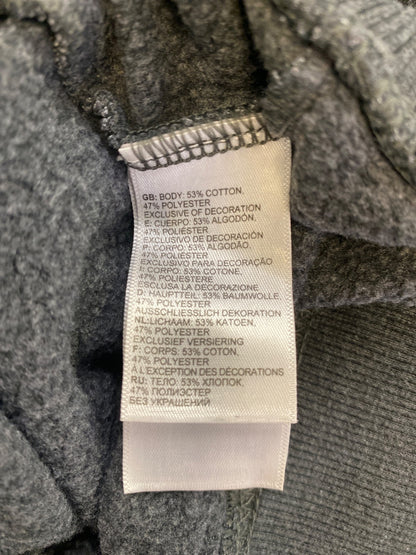 GB: BODY: 53% COTTON,
47% POLYESTER
EXCLUSIVE OF DECORATION
E: CUERPO: 53% ALGODÓN,
47% POLIÉSTER
EXCLUSIVO DE DECORACIÓN
P: CORPO: 53% ALGODÃO,
47% POLIÉSTER
EXCLUSIVO PARA DECORAÇÃO
I: CORPO: 53% COTONE,
47% POLIESTERE
ESCLUSA LA DECORAZIONE
D: HAUPTTEIL: 53% BAUMWOLLE,
47% POLYESTER
AUSSCHLIESSLICH DEKORATION
NL: LICHAAM: 53% KATOEN,
47% POLYESTER
EXCLUSIEF VERSIERING
F: CORPS: 53% COTON,
47% POLYESTER
À L'EXCEPTION DES DÉCORATIONS
RU: ТЕЛО: 53% ХЛОПОК,
47% ПОЛИЭСТЕР
БЕЗ УКРАШЕНИЙ